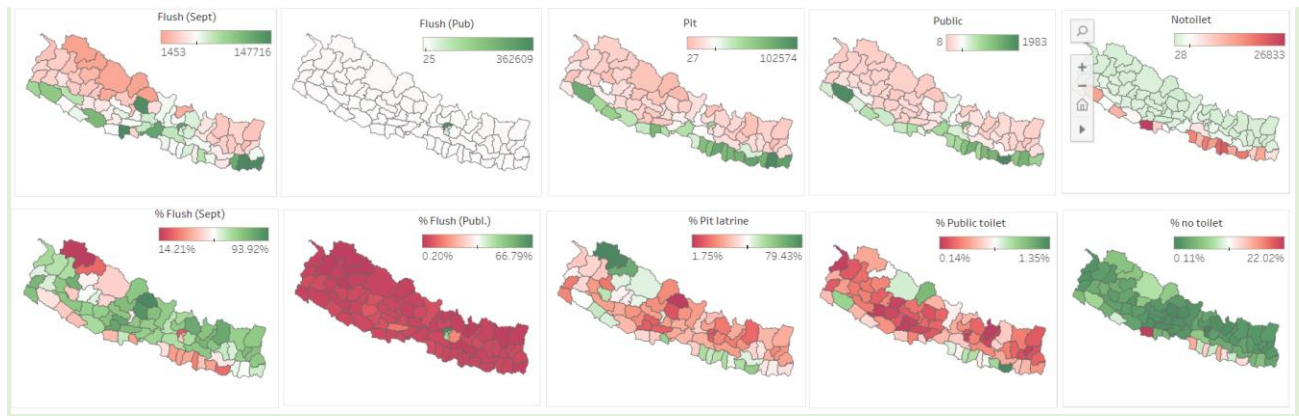 Flush (Sept)
1453 147716
Flush (Pub)
25 362609
Pit
27 102574
Public
8 1983
Notoilet
28 26833
% Flush (Sept)
14.21% 93.92%
% Flush (Publ.)
0.20% 66.79%
% Pit latrine
1.75% 79.43%
% Public toilet
0.14% 1.35%
% no toilet
0.11% 22.02%